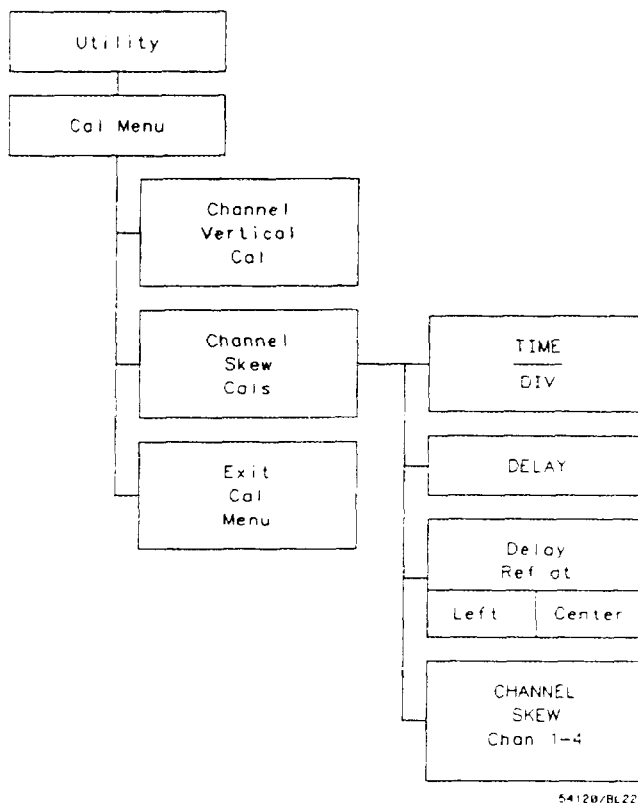 Utility
Cal Menu
Channel
Vertical
Cal
Channel
Skew
Cals
Exit
Cal
Menu
TIME
DIV
DELAY
Delay
Ref at
Left Center
CHANNEL
SKEW
Chan 1-4
54120/BL22